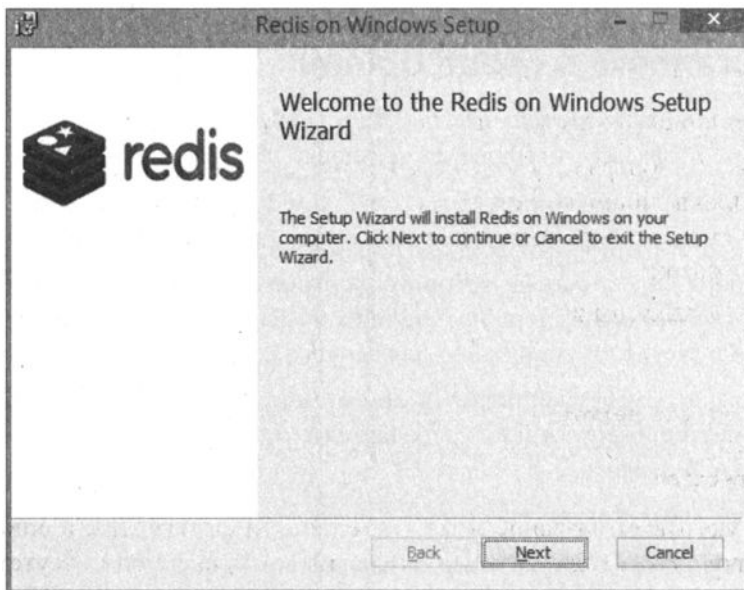 Redis on Windows Setup
redis
Welcome to the Redis on Windows Setup
Wizard
The Setup Wizard will install Redis on Windows on your
computer. Click Next to continue or Cancel to exit the Setup
Wizard.
Back
Next
Cancel